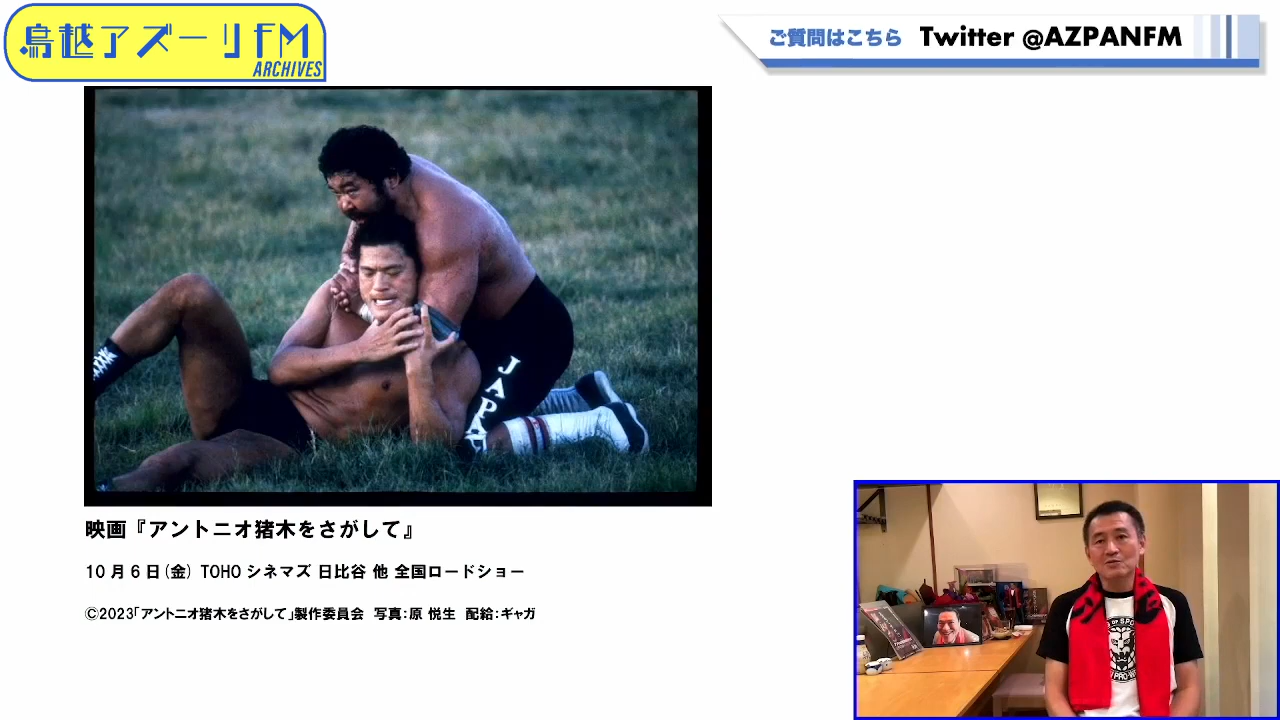 鳥越アズーリFM
ARCHIVES
ご質問はこちら Twitter @AZPANFM
JAPAN
映画『アントニオ猪木をさがして』
10月6日(金) TOHOシネマズ 日比谷 他 全国ロードショー
©2023「アントニオ猪木をさがして」製作委員会 写真:原 悦生 配給:ギャガ